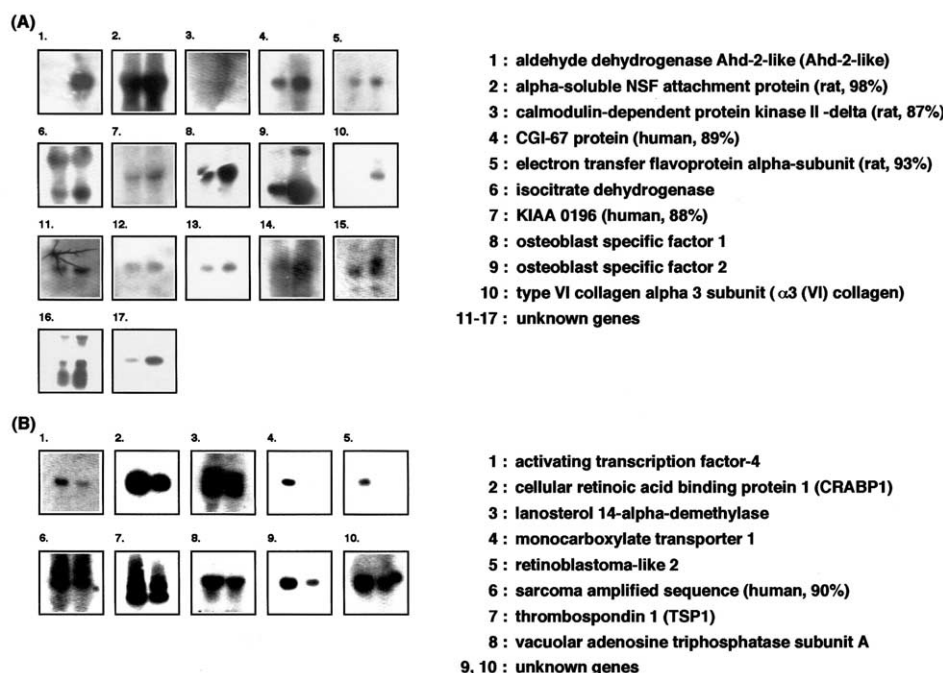 (A)
1. 2. 3. 4. 5.
6. 7. 8. 9. 10.
11. 12. 13. 14. 15.
16. 17.
1 : aldehyde dehydrogenase Ahd-2-like (Ahd-2-like)
2 : alpha-soluble NSF attachment protein (rat, 98%)
3 : calmodulin-dependent protein kinase II -delta (rat, 87%)
4 : CGI-67 protein (human, 89%)
5 : electron transfer flavoprotein alpha-subunit (rat, 93%)
6 : isocitrate dehydrogenase
7 : KIAA 0196 (human, 88%)
8 : osteoblast specific factor 1
9 : osteoblast specific factor 2
10 : type VI collagen alpha 3 subunit (α3 (VI) collagen)
11-17 : unknown genes
(B)
1. 2. 3. 4. 5.
6. 7. 8. 9. 10.
1 : activating transcription factor-4
2 : cellular retinoic acid binding protein 1 (CRABP1)
3 : lanosterol 14-alpha-demethylase
4 : monocarboxylate transporter 1
5 : retinoblastoma-like 2
6 : sarcoma amplified sequence (human, 90%)
7 : thrombospondin 1 (TSP1)
8 : vacuolar adenosine triphosphatase subunit A
9, 10 : unknown genes